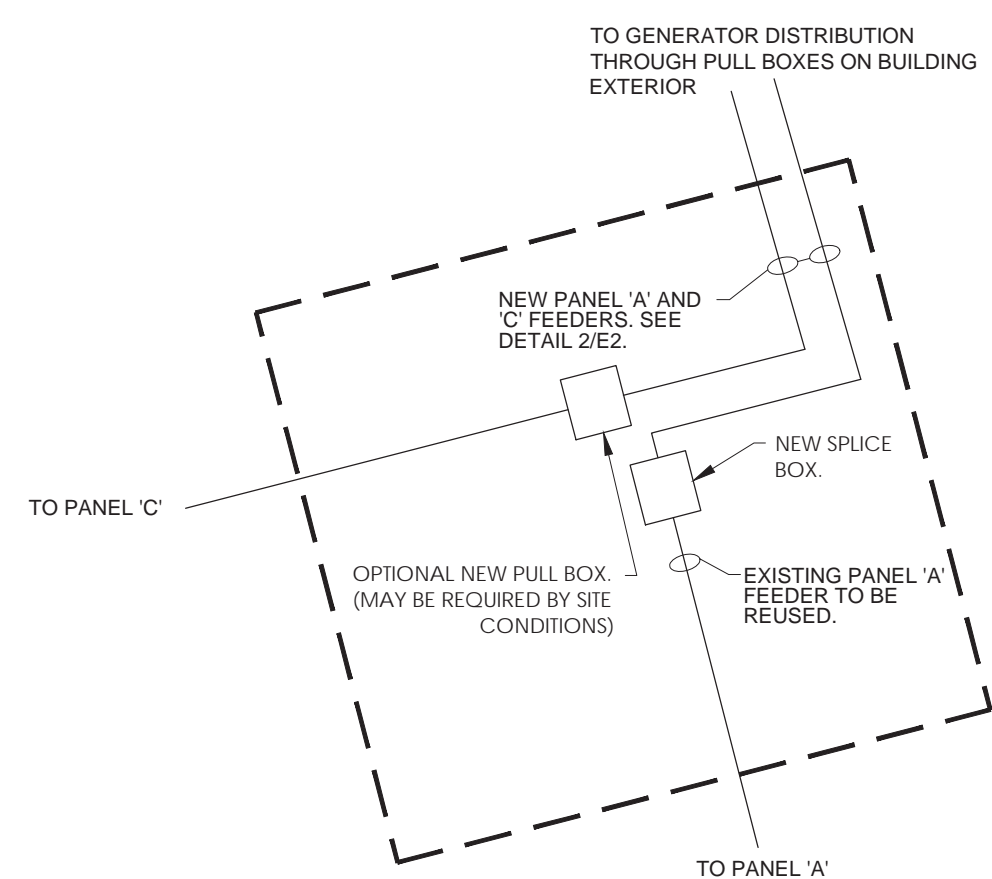 TO GENERATOR DISTRIBUTION
THROUGH PULL BOXES ON BUILDING
EXTERIOR
NEW PANEL 'A' AND
'C' FEEDERS. SEE
DETAIL 2/E2.
NEW SPLICE
BOX.
TO PANEL 'C'
OPTIONAL NEW PULL BOX.
(MAY BE REQUIRED BY SITE
CONDITIONS)
EXISTING PANEL 'A'
FEEDER TO BE
REUSED.
TO PANEL 'A'